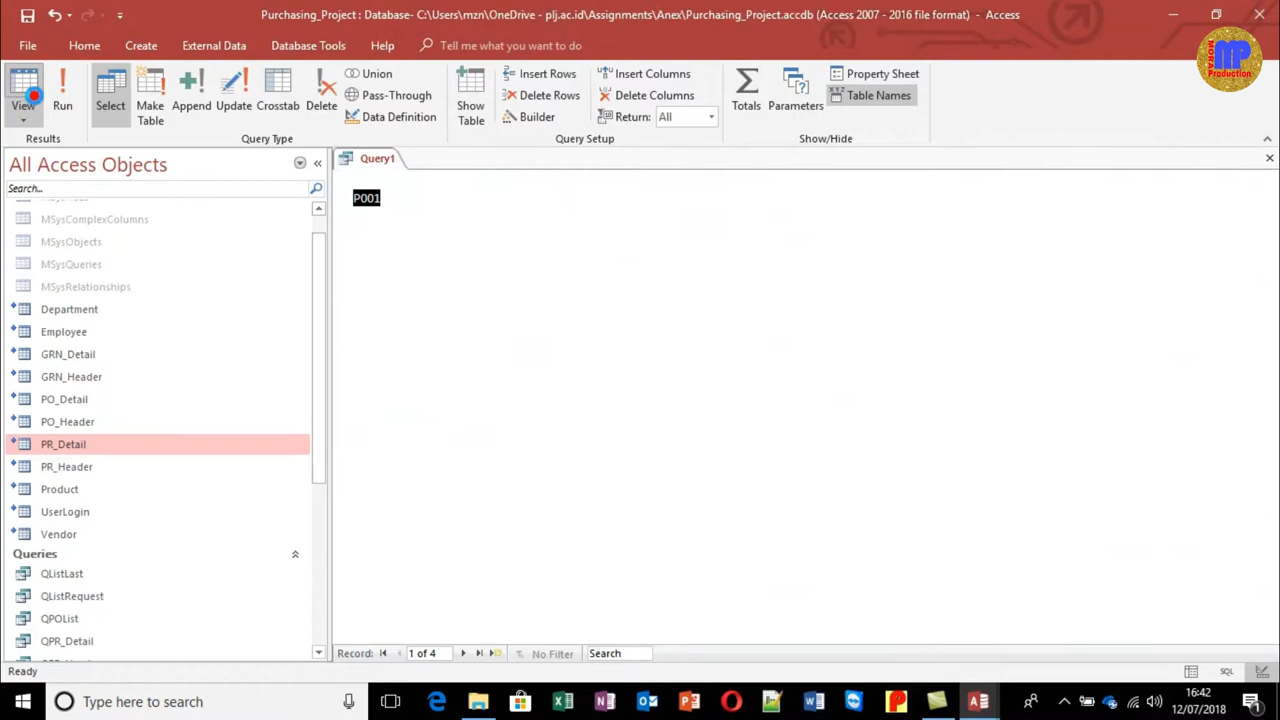 Purchasing_Project : Database- C:\Users\mzn\OneDrive - plj.ac.id\Assignments\Anex\Purchasing_Project.accdb (Access 2007 - 2016 file format) - Access
File Home Create External Data Database Tools Help Tell me what you want to do
View Run Select Make Table Append Update Crosstab Delete
Union
Pass-Through
Data Definition
Show Table
Insert Rows
Delete Rows
Builder
Insert Columns
Delete Columns
Return: All
Totals Parameters
Property Sheet
XYZ Table Names
Results Query Type Query Setup Show/Hide
MP
Production
All Access Objects
Search...
MSysComplexColumns
MSysObjects
MSysQueries
MSysRelationships
Department
Employee
GRN_Detail
GRN_Header
PO_Detail
PO_Header
PR_Detail
PR_Header
Product
UserLogin
Vendor
Queries
QListLast
QListRequest
QPOList
QPR_Detail
Query1
P001
Record: 1 of 4 No Filter Search
Ready SQL
Type here to search
16:42
12/07/2018